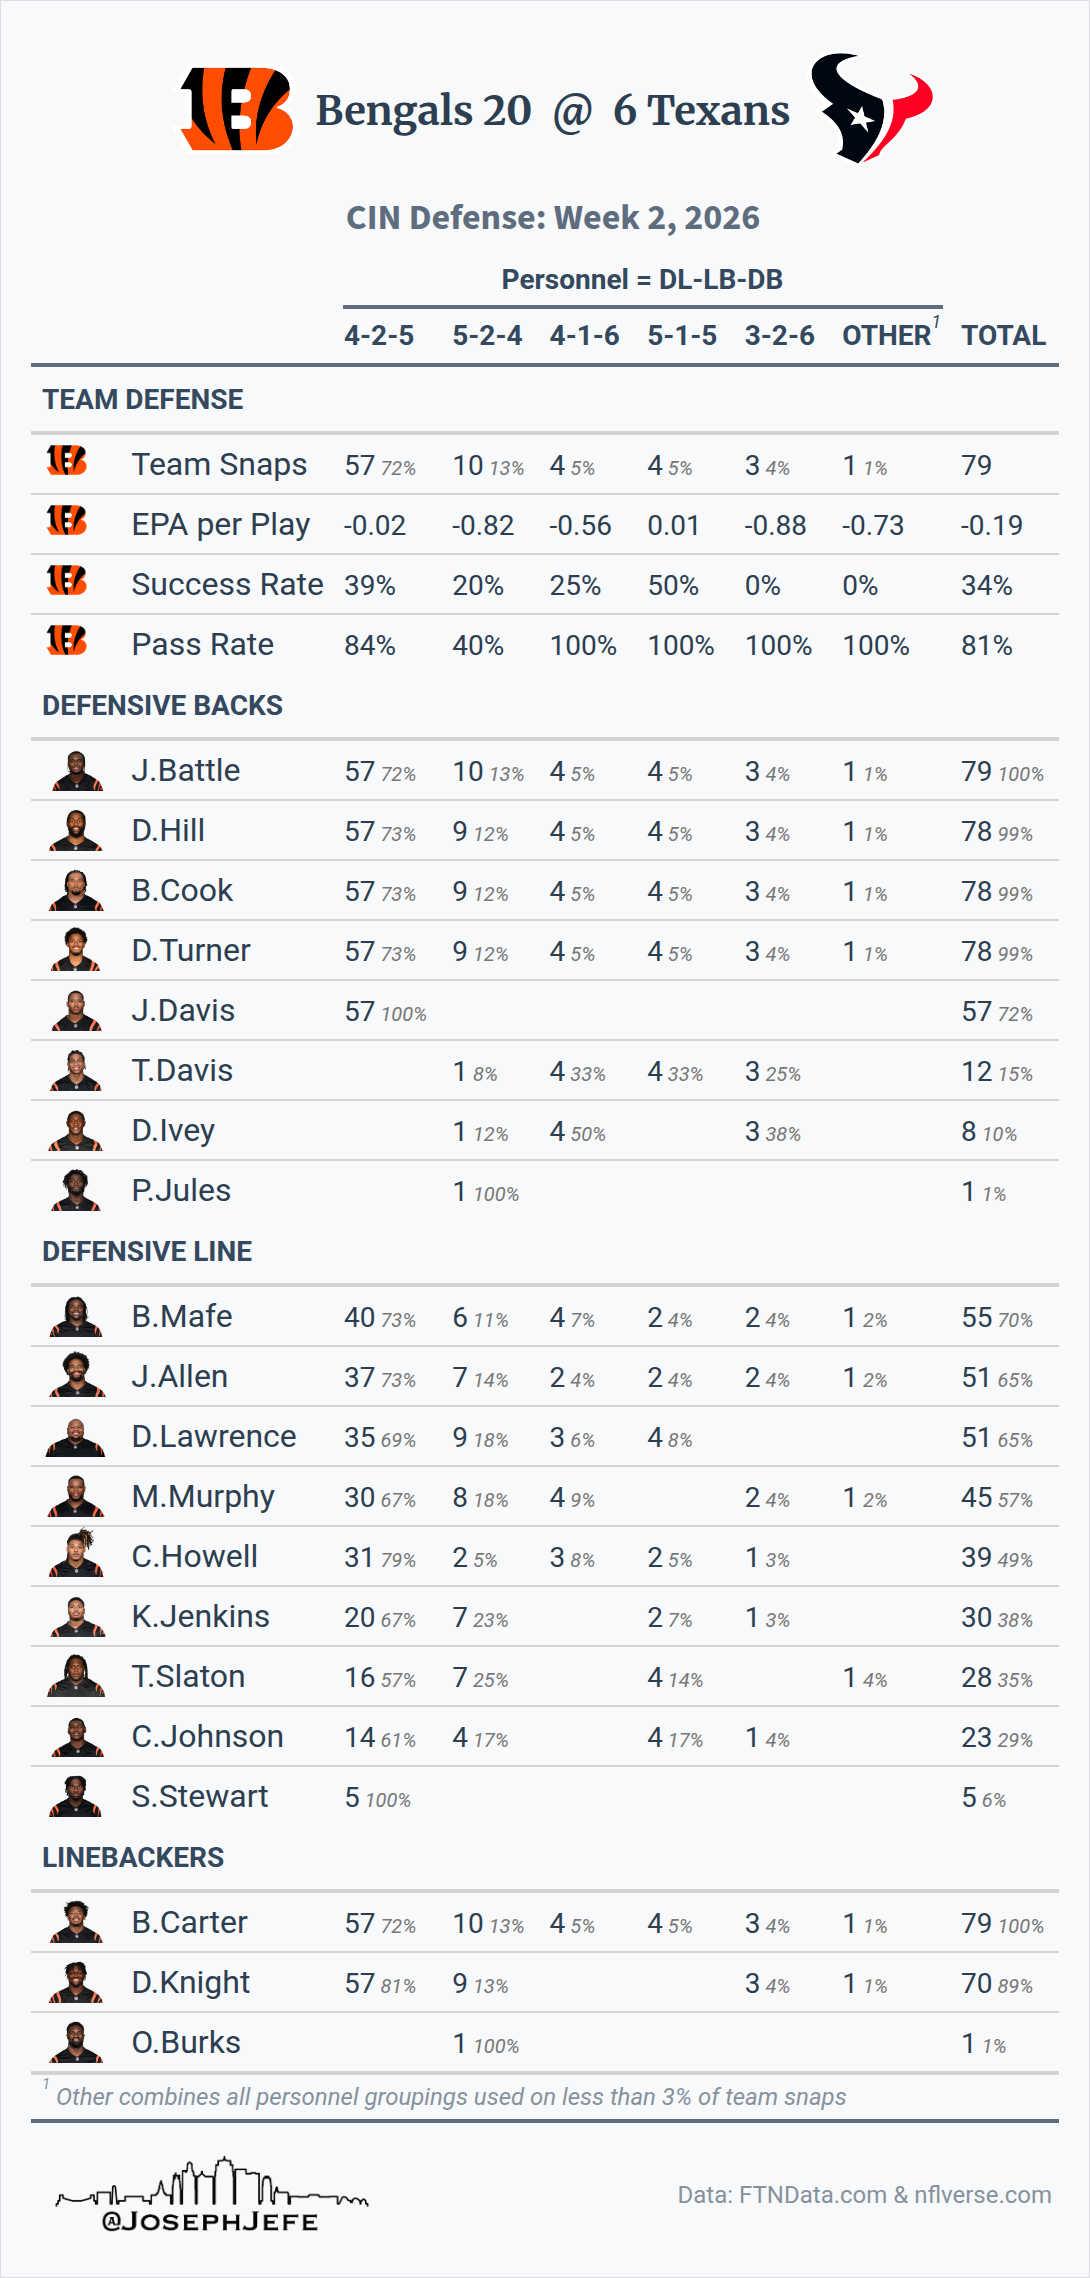 Bengals 20 @ 6 Texans
CIN Defense: Week 2, 2026
Personnel = DL-LB-DB
4-2-5 5-2-4 4-1-6 5-1-5 3-2-6 OTHER1 TOTAL
TEAM DEFENSE
Team Snaps 57 72% 10 13% 4 5% 4 5% 3 4% 1 1% 79
EPA per Play -0.02 -0.82 -0.56 0.01 -0.88 -0.73 -0.19
Success Rate 39% 20% 25% 50% 0% 0% 34%
Pass Rate 84% 40% 100% 100% 100% 100% 81%
DEFENSIVE BACKS
J.Battle 57 72% 10 13% 4 5% 4 5% 3 4% 1 1% 79 100%
D.Hill 57 73% 9 12% 4 5% 4 5% 3 4% 1 1% 78 99%
B.Cook 57 73% 9 12% 4 5% 4 5% 3 4% 1 1% 78 99%
D.Turner 57 73% 9 12% 4 5% 4 5% 3 4% 1 1% 78 99%
J.Davis 57 100% 57 72%
T.Davis 1 8% 4 33% 4 33% 3 25% 12 15%
D.Ivey 1 12% 4 50% 3 38% 8 10%
P.Jules 1 100% 1 1%
DEFENSIVE LINE
B.Mafe 40 73% 6 11% 4 7% 2 4% 2 4% 1 2% 55 70%
J.Allen 37 73% 7 14% 2 4% 2 4% 2 4% 1 2% 51 65%
D.Lawrence 35 69% 9 18% 3 6% 4 8% 51 65%
M.Murphy 30 67% 8 18% 4 9% 2 4% 1 2% 45 57%
C.Howell 31 79% 2 5% 3 8% 2 5% 1 3% 39 49%
K.Jenkins 20 67% 7 23% 2 7% 1 3% 30 38%
T.Slaton 16 57% 7 25% 4 14% 1 4% 28 35%
C.Johnson 14 61% 4 17% 4 17% 1 4% 23 29%
S.Stewart 5 100% 5 6%
LINEBACKERS
B.Carter 57 72% 10 13% 4 5% 4 5% 3 4% 1 1% 79 100%
D.Knight 57 81% 9 13% 3 4% 1 1% 70 89%
O.Burks 1 100% 1 1%
1 Other combines all personnel groupings used on less than 3% of team snaps
@JOSEPHJEFE
Data: FTNData.com & nflverse.com